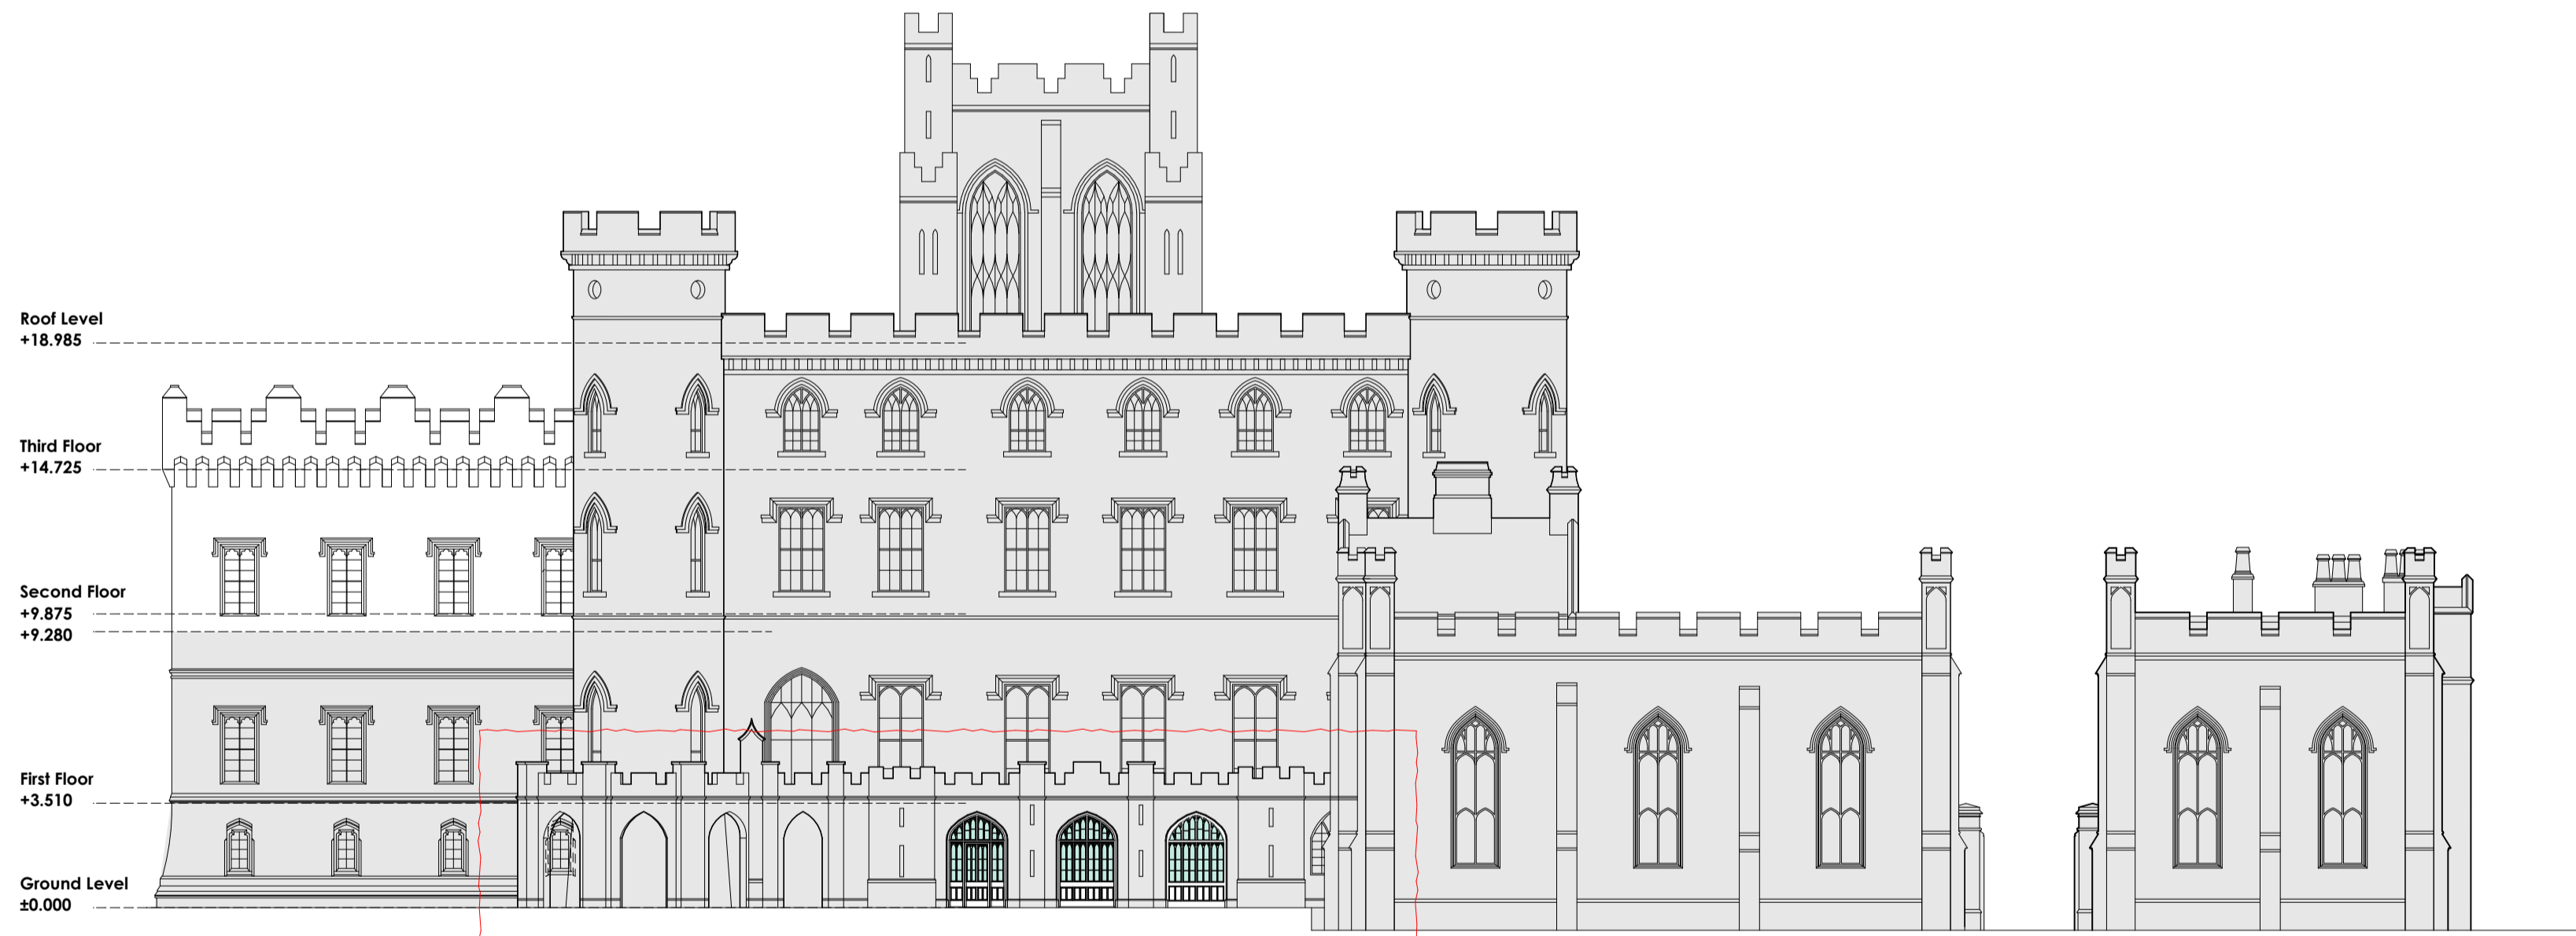 Roof Level
+18.985
Third Floor
+14.725
Second Floor
+9.875
+9.280
First Floor
+3.510
Ground Level
±0.000